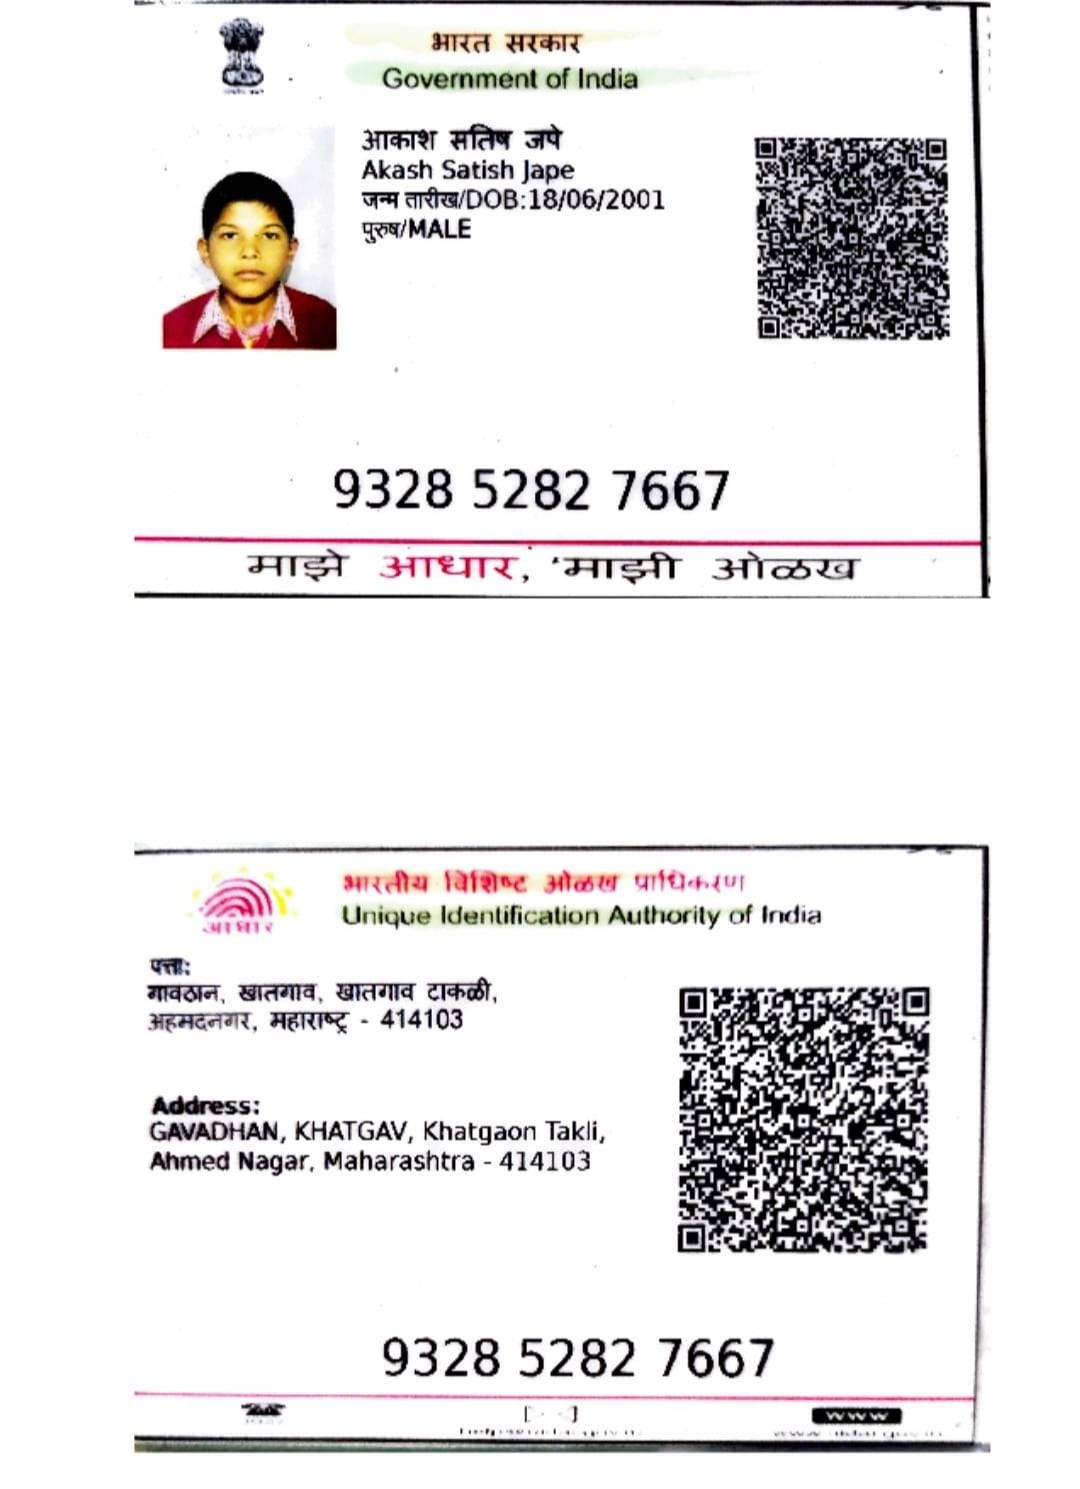 भारत सरकार
Government of India
आकाश सतिष जपे
Akash Satish Jape
जन्म तारीख/DOB:18/06/2001
पुरुष/MALE
9328 5282 7667
माझे आधार, माझी ओळख
भारतीय विशिष्ट ओळख प्राधिकरण
Unique Identification Authority of India
आधार
पत्ता:
गावठान, खातगाव, खातगाव टाकळी,
अहमदनगर, महाराष्ट्र - 414103
Address:
GAVADHAN, KHATGAV, Khatgaon Takli,
Ahmed Nagar, Maharashtra - 414103
9328 5282 7667
www